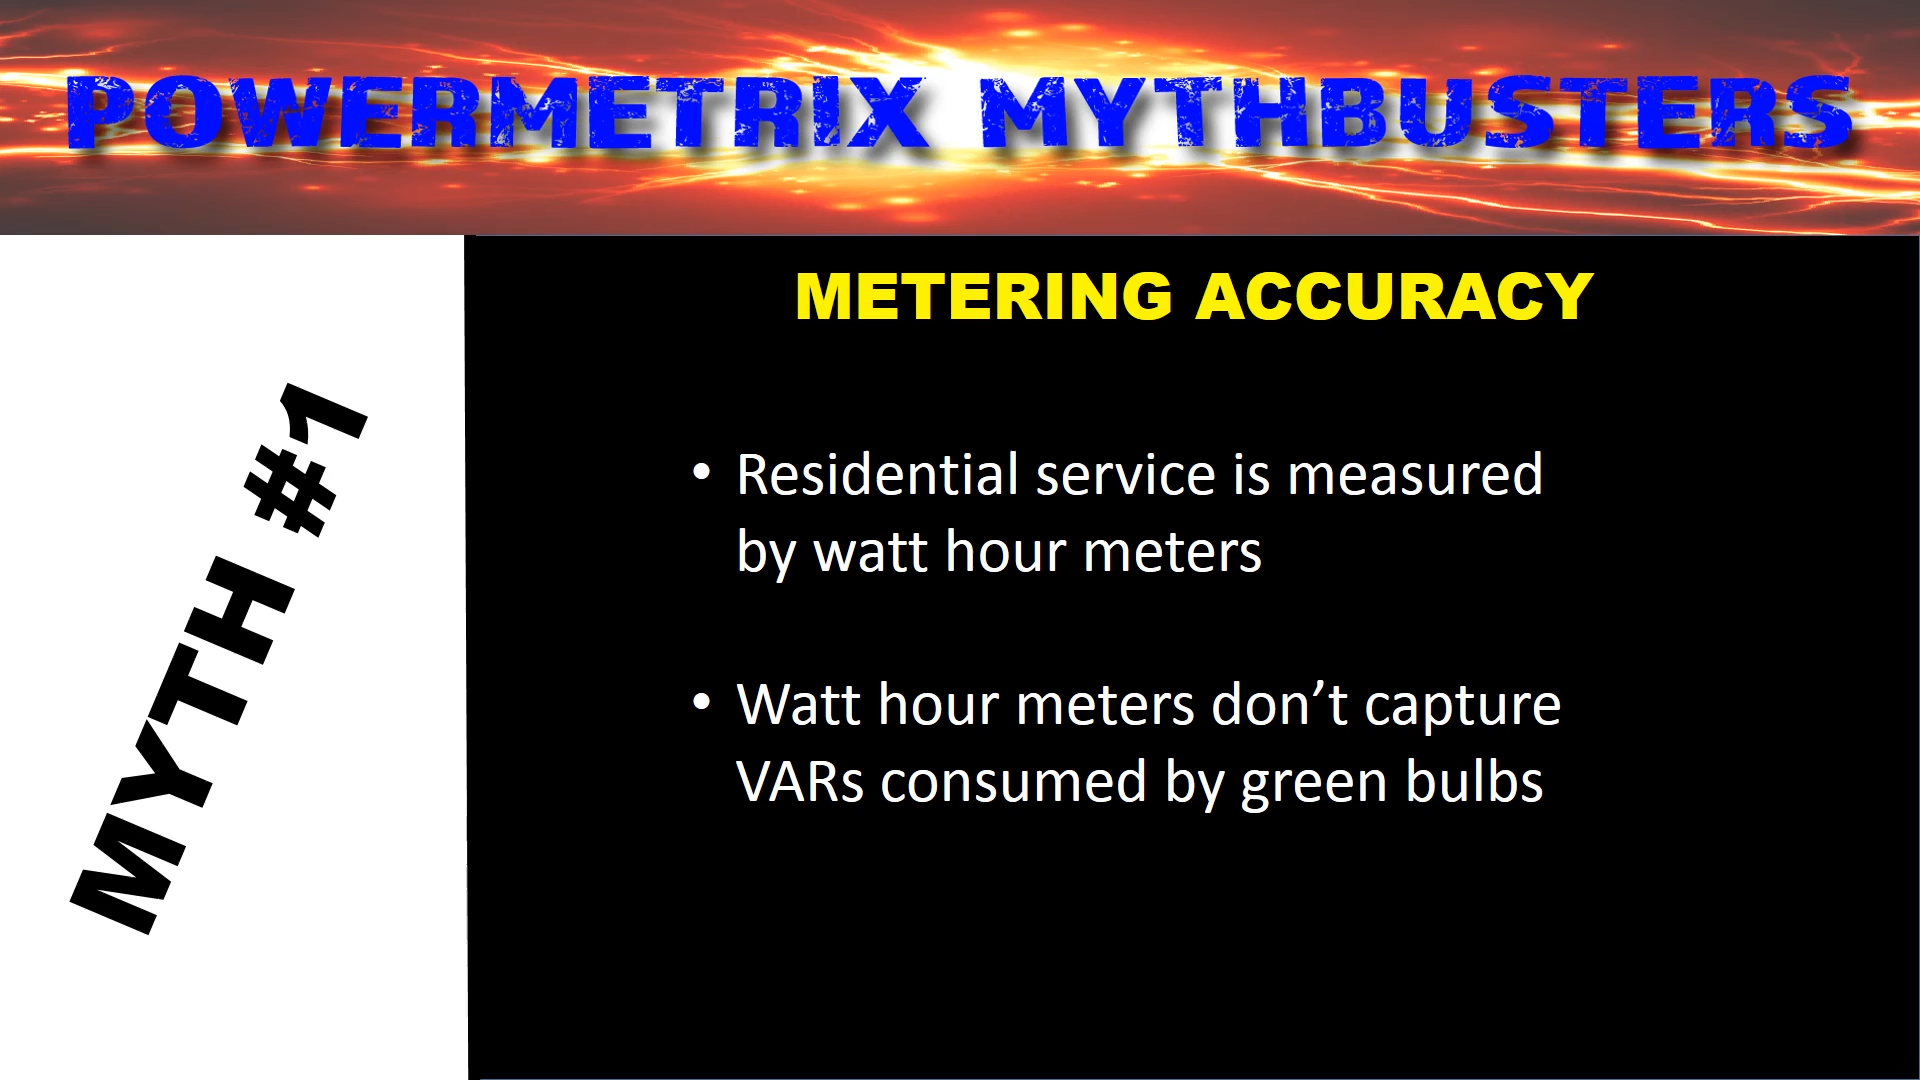 POWERMETRIX MYTHBUSTERS
MYTH #1
METERING ACCURACY
• Residential service is measured
by watt hour meters
• Watt hour meters don’t capture
VARs consumed by green bulbs